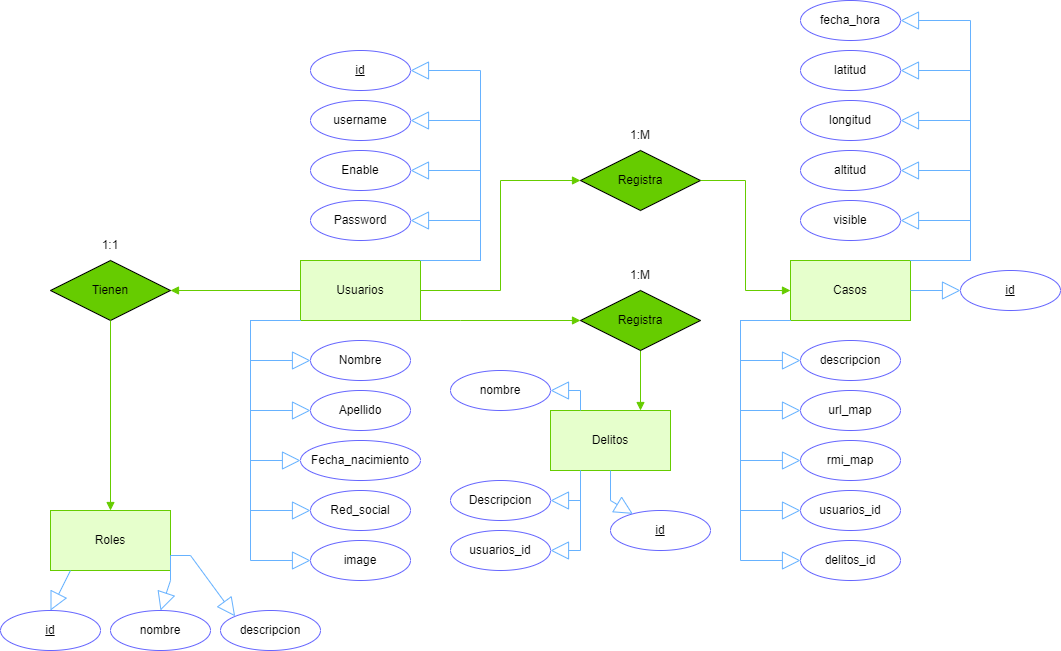 fecha_hora
id
latitud
username
longitud
1:M
Enable
altitud
Registra
Password
visible
1:1
1:M
Tienen
Usuarios
Casos
id
Registra
Nombre
descripcion
nombre
Apellido
url_map
Delitos
Fecha_nacimiento
rmi_map
Descripcion
Red_social
usuarios_id
id
Roles
usuarios_id
image
delitos_id
id
nombre
descripcion